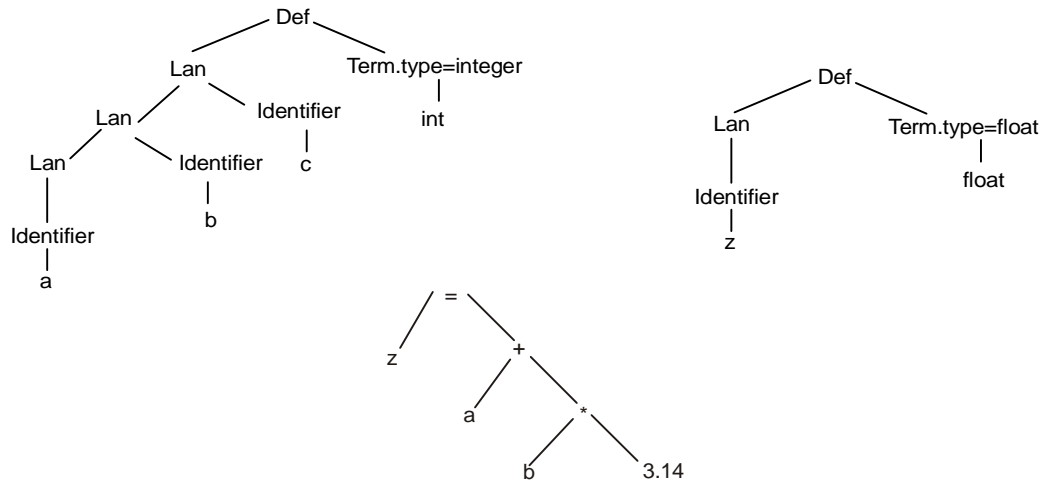 Def
Lan Term.type=integer
int
Lan Identifier
c
Lan Identifier
b
Identifier
a
Def
Lan Term.type=float
float
Identifier
z
=
z +
a *
b 3.14